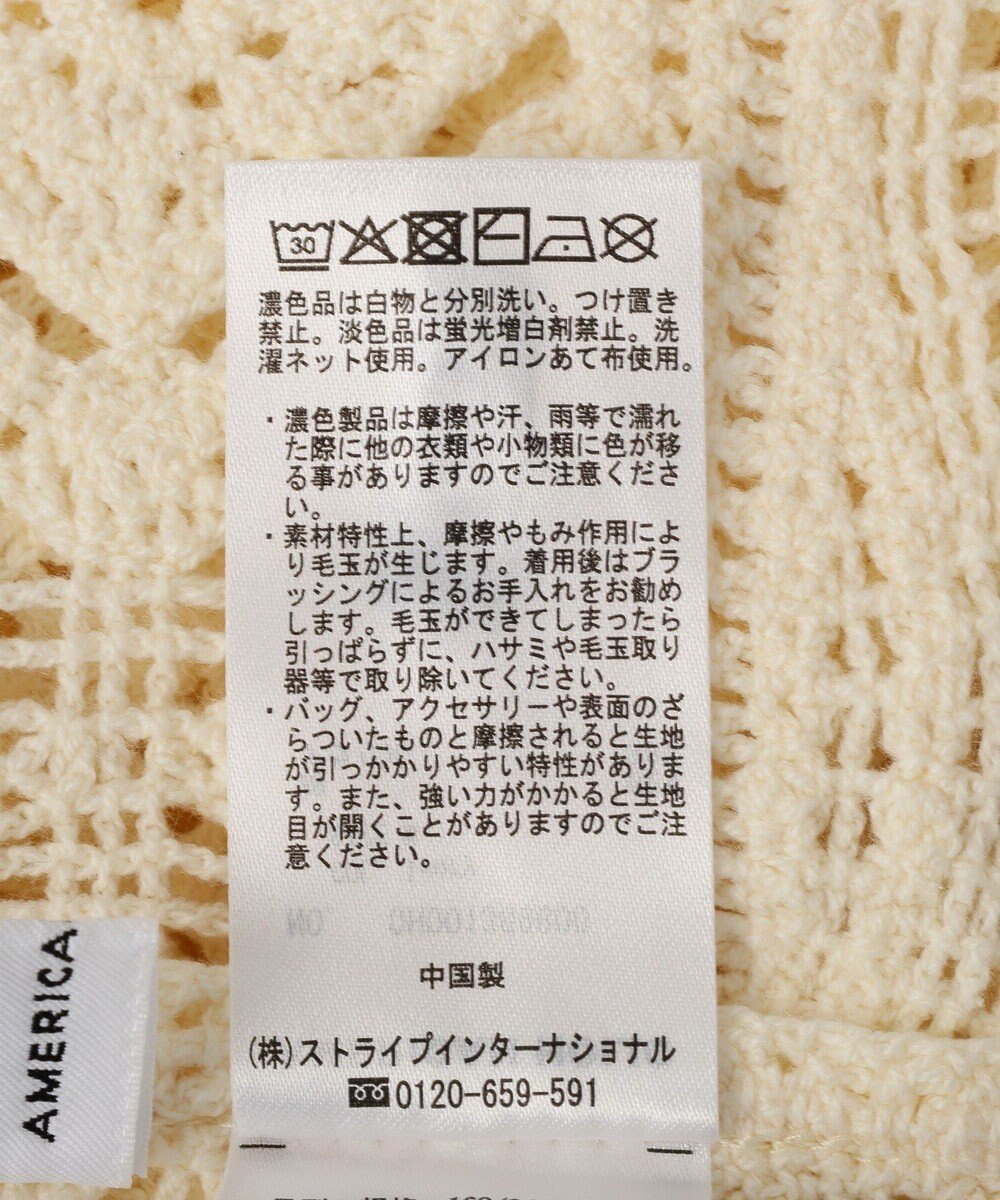 30
濃色品は白物と分別洗い。つけ置き
禁止。淡色品は蛍光増白剤禁止。洗
濯ネット使用。アイロンあて布使用。
・濃色製品は摩擦や汗、雨等で濡れ
た際に他の衣類や小物類に色が移
る事がありますのでご注意くださ
い。
・素材特性上、摩擦やもみ作用によ
り毛玉が生じます。着用後はブラ
ッシングによるお手入れをお勧め
します。毛玉ができてしまったら
引っぱらずに、ハサミや毛玉取り
器等で取り除いてください。
・バッグ、アクセサリーや表面のざ
らついたものと摩擦されると生地
が引っかかりやすい特性がありま
す。また、強い力がかかると生地
目が開くことがありますのでご注
意ください。
中国製
(株)ストライプインターナショナル
0120-659-591
AMERICA